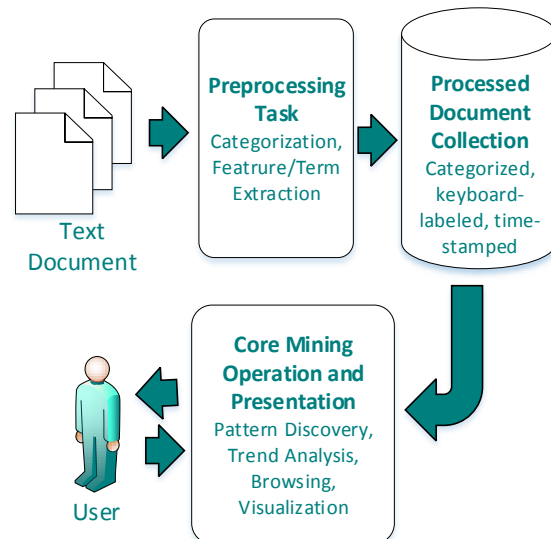 Preprocessing
Task
Categorization,
Featrure/Term
Extraction
Processed
Document
Collection
Categorized,
keyboard-
labeled, time-
stamped
Text
Document
Core Mining
Operation and
Presentation
Pattern Discovery,
Trend Analysis,
Browsing,
Visualization
User